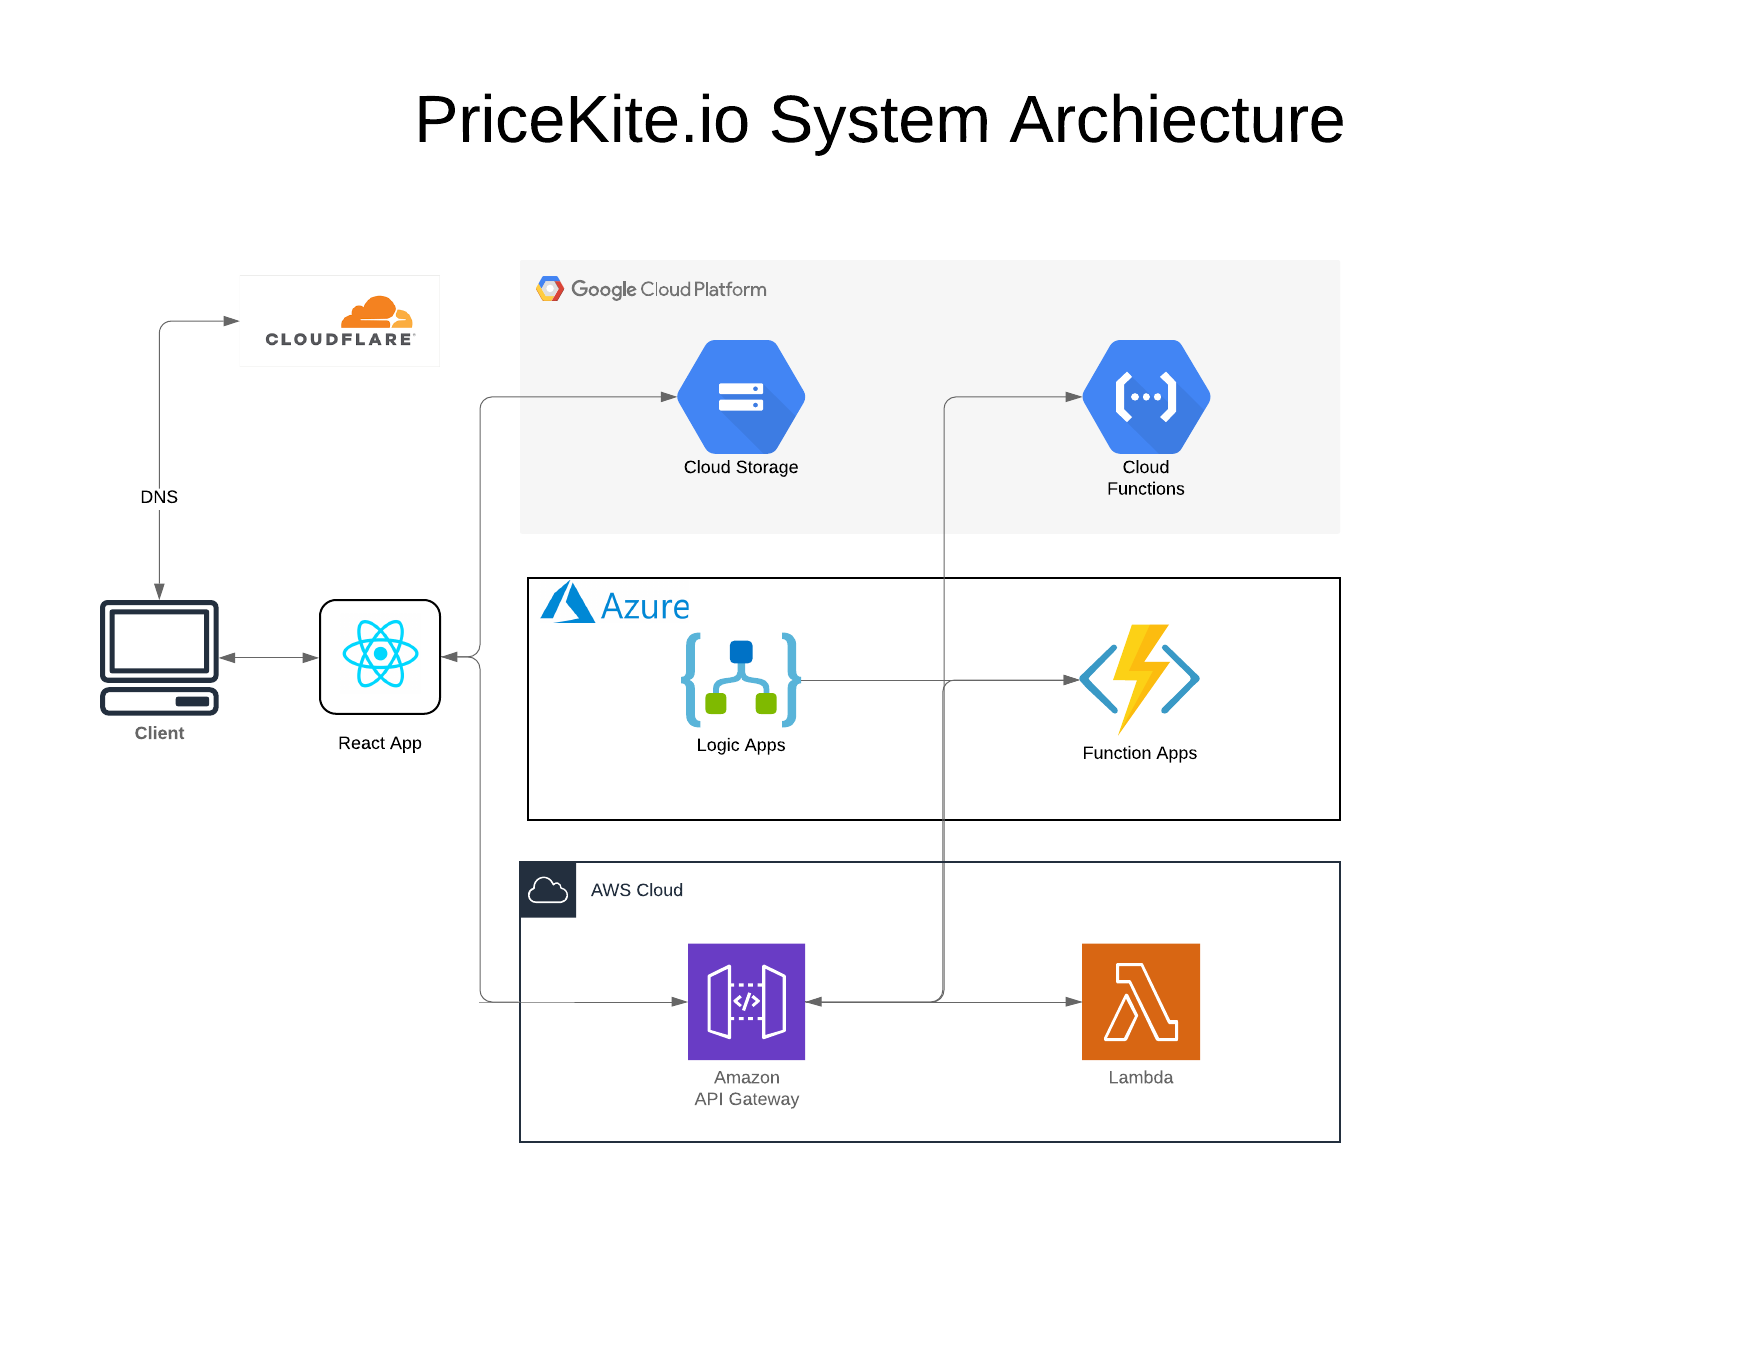 PriceKite.io System Archiecture
CLOUDFLARE
Google Cloud Platform
Cloud Storage
Cloud
Functions
DNS
Azure
Client
React App
Logic Apps
Function Apps
AWS Cloud
</>
Amazon
API Gateway
Lambda